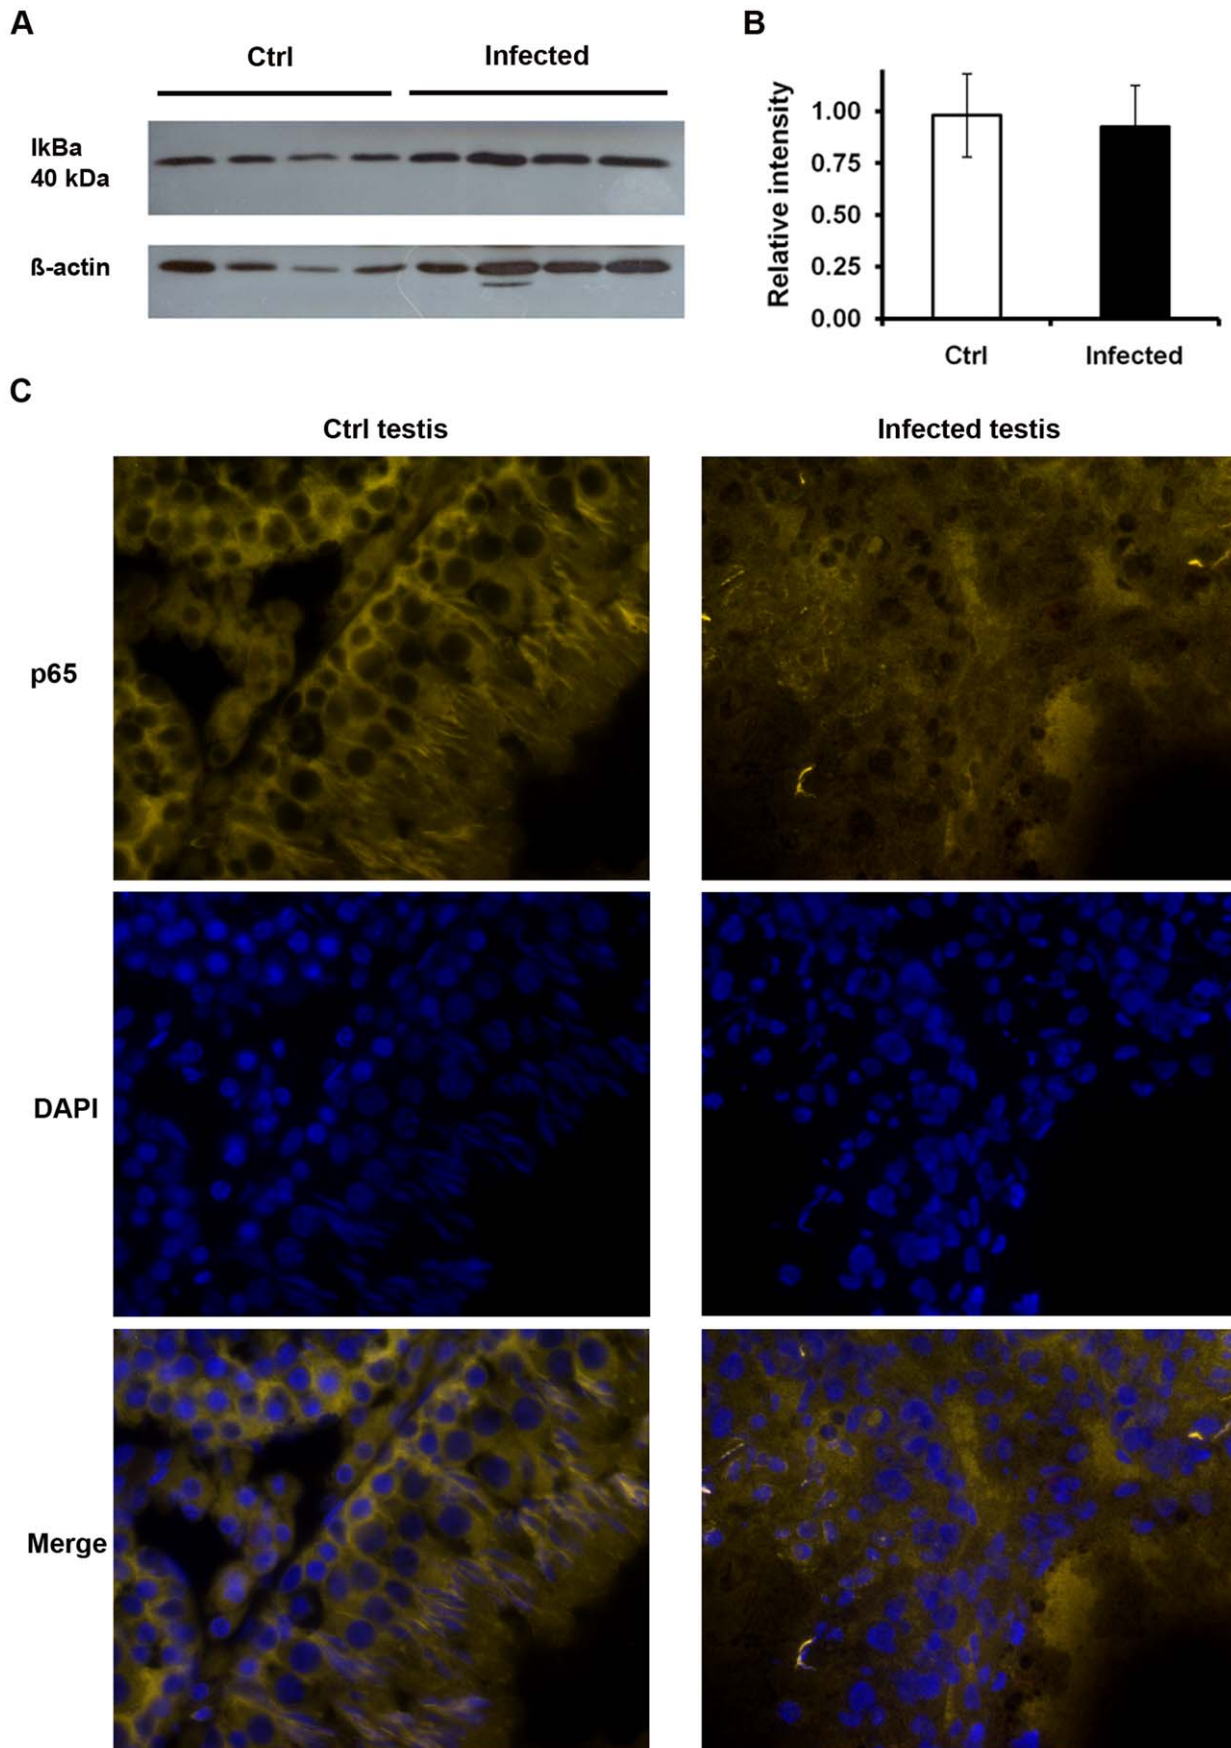 A
Ctrl
Infected
IkBa
40 kDa
ß-actin
B
Relative intensity
1.00
0.75
0.50
0.25
0.00
Ctrl
Infected
C
Ctrl testis
Infected testis
p65
DAPI
Merge